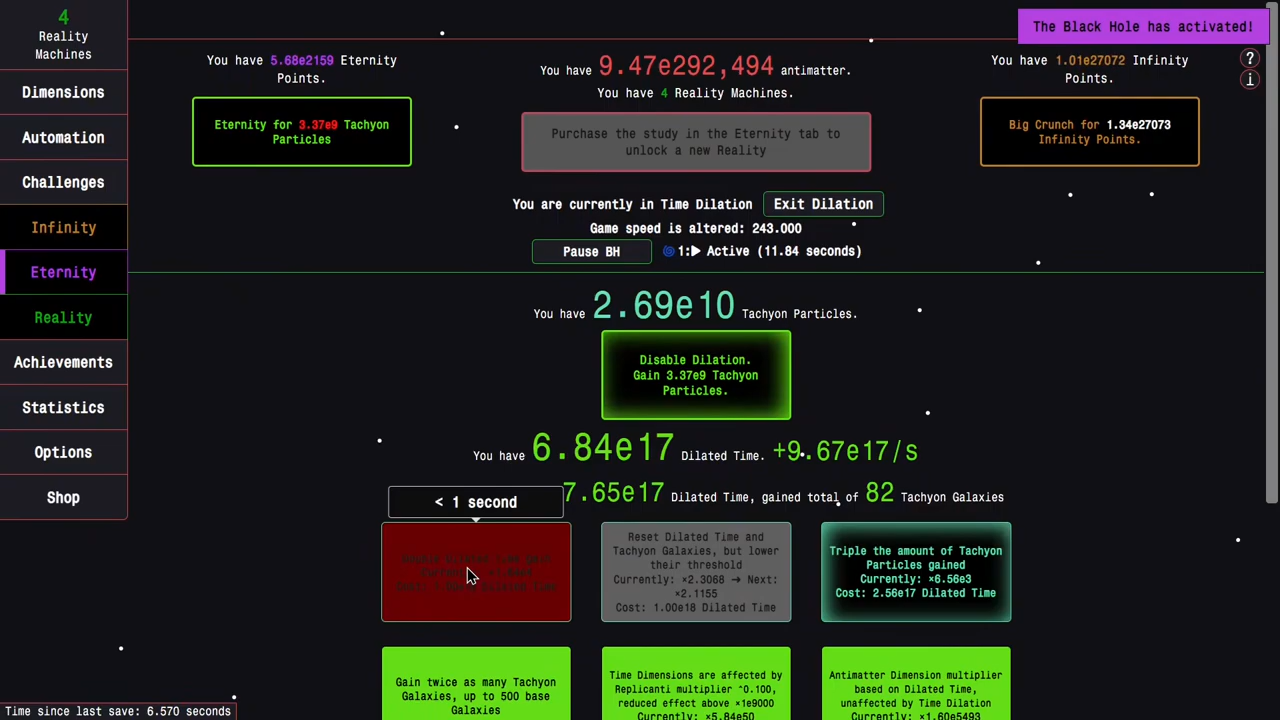 4
Reality
Machines
Dimensions
Automation
Challenges
Infinity
Eternity
Reality
Achievements
Statistics
Options
Shop
The Black Hole has activated!
You have 5.68e2159 Eternity
Points.
Eternity for 3.37e9 Tachyon
Particles
You have 9.47e292,494 antimatter.
You have 4 Reality Machines.
Purchase the study in the Eternity tab to
unlock a new Reality
You have 1.01e27072 Infinity
Points.
?
i
Big Crunch for 1.34e27073
Infinity Points.
You are currently in Time Dilation
Exit Dilation
Game speed is altered: 243.000
Pause BH
1:▶ Active (11.84 seconds)
You have 2.69e10 Tachyon Particles.
Disable Dilation.
Gain 3.37e9 Tachyon
Particles.
You have 6.84e17 Dilated Time. +9.67e17/s
7.65e17 Dilated Time, gained total of 82 Tachyon Galaxies
< 1 second
Reset Dilated Time and
Tachyon Galaxies, but lower
their threshold
Currently: ×2.3068 → Next:
×2.1155
Cost: 1.00e18 Dilated Time
Triple the amount of Tachyon
Particles gained
Currently: ×6.56e3
Cost: 2.56e17 Dilated Time
Gain twice as many Tachyon
Galaxies, up to 500 base
Galaxies
Time Dimensions are affected by
Replicanti multiplier ^0.100,
reduced effect above ×1e9000
Currently: ×5.84e50
Antimatter Dimension multiplier
based on Dilated Time,
unaffected by Time Dilation
Currently: ×1.60e5493
Time since last save: 6.570 seconds